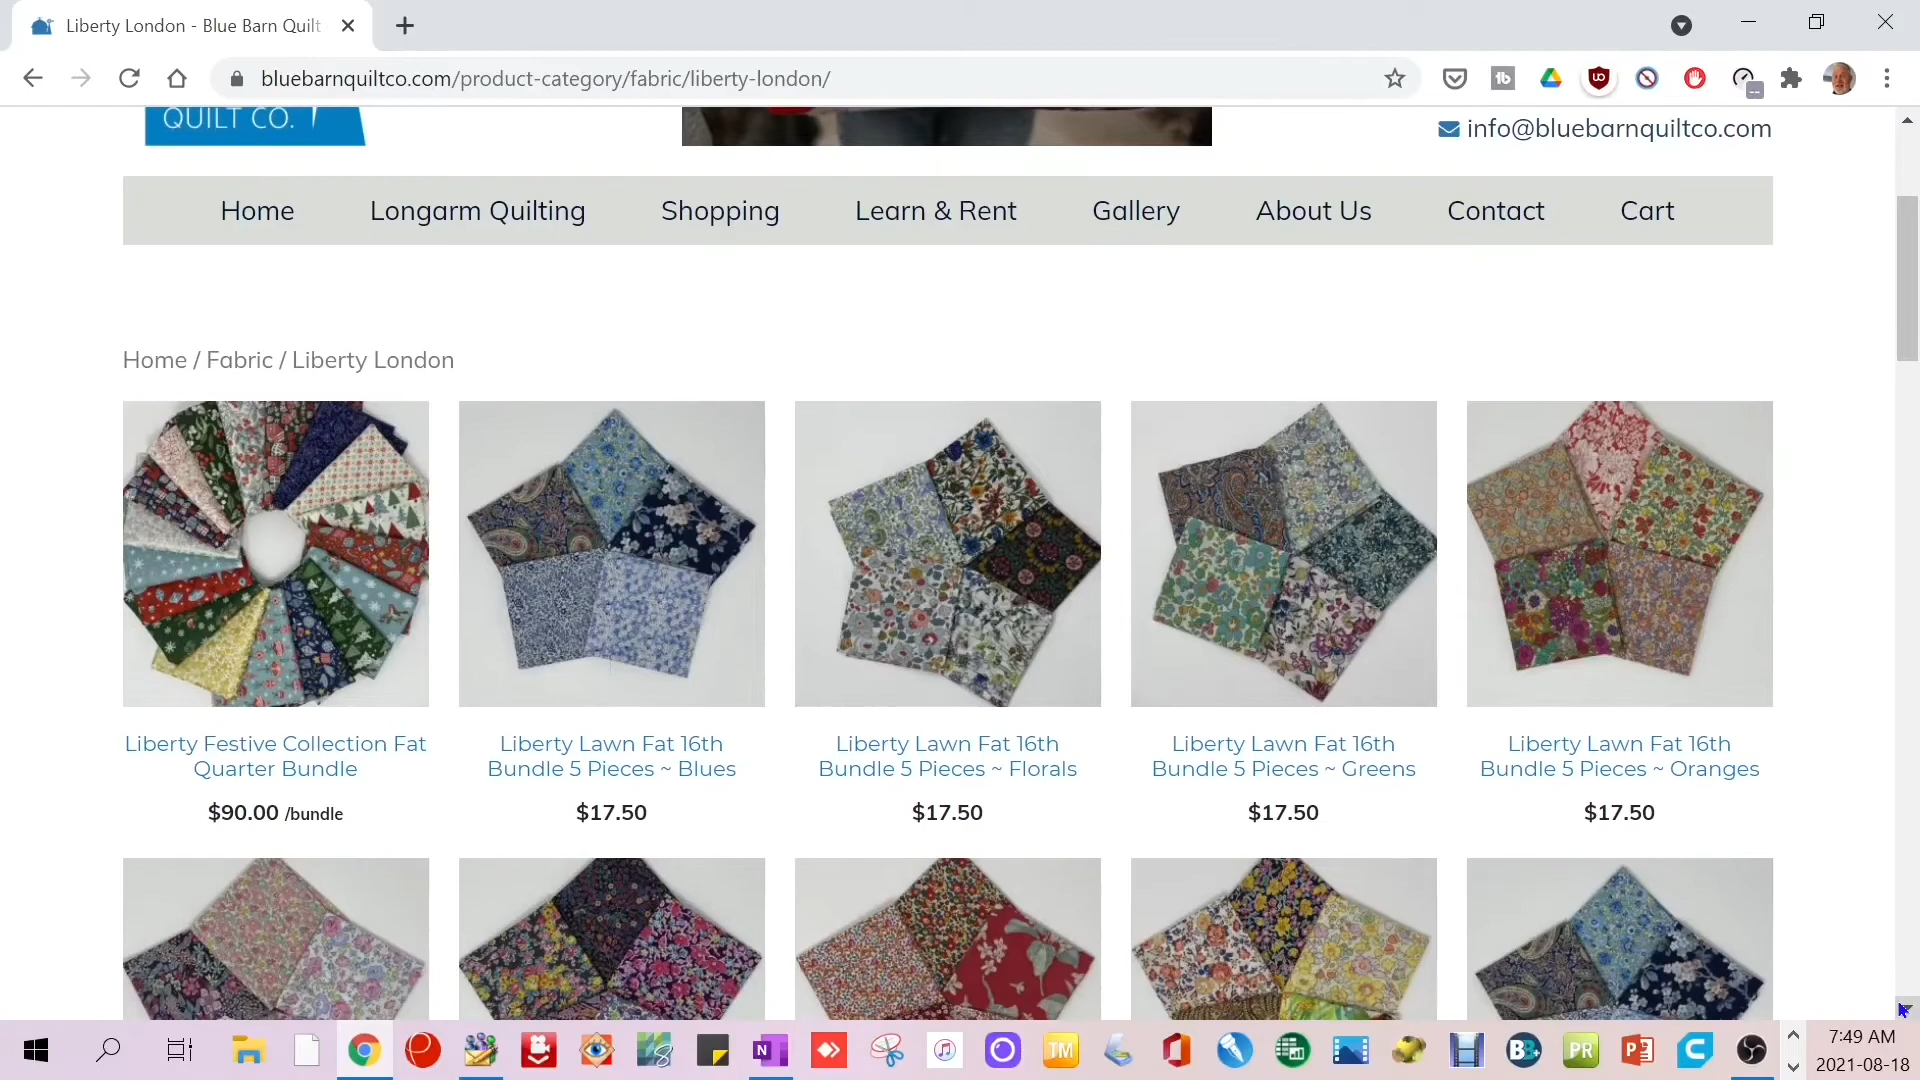 Liberty London - Blue Barn Quilt
bluebarnquiltco.com/product-category/fabric/liberty-london/
QUILT CO.
info@bluebarnquiltco.com
Home Longarm Quilting Shopping Learn & Rent Gallery About Us Contact Cart
Home / Fabric / Liberty London
Liberty Festive Collection Fat
Quarter Bundle
$90.00 /bundle
Liberty Lawn Fat 16th
Bundle 5 Pieces ~ Blues
$17.50
Liberty Lawn Fat 16th
Bundle 5 Pieces ~ Florals
$17.50
Liberty Lawn Fat 16th
Bundle 5 Pieces ~ Greens
$17.50
Liberty Lawn Fat 16th
Bundle 5 Pieces ~ Oranges
$17.50
7:49 AM
2021-08-18